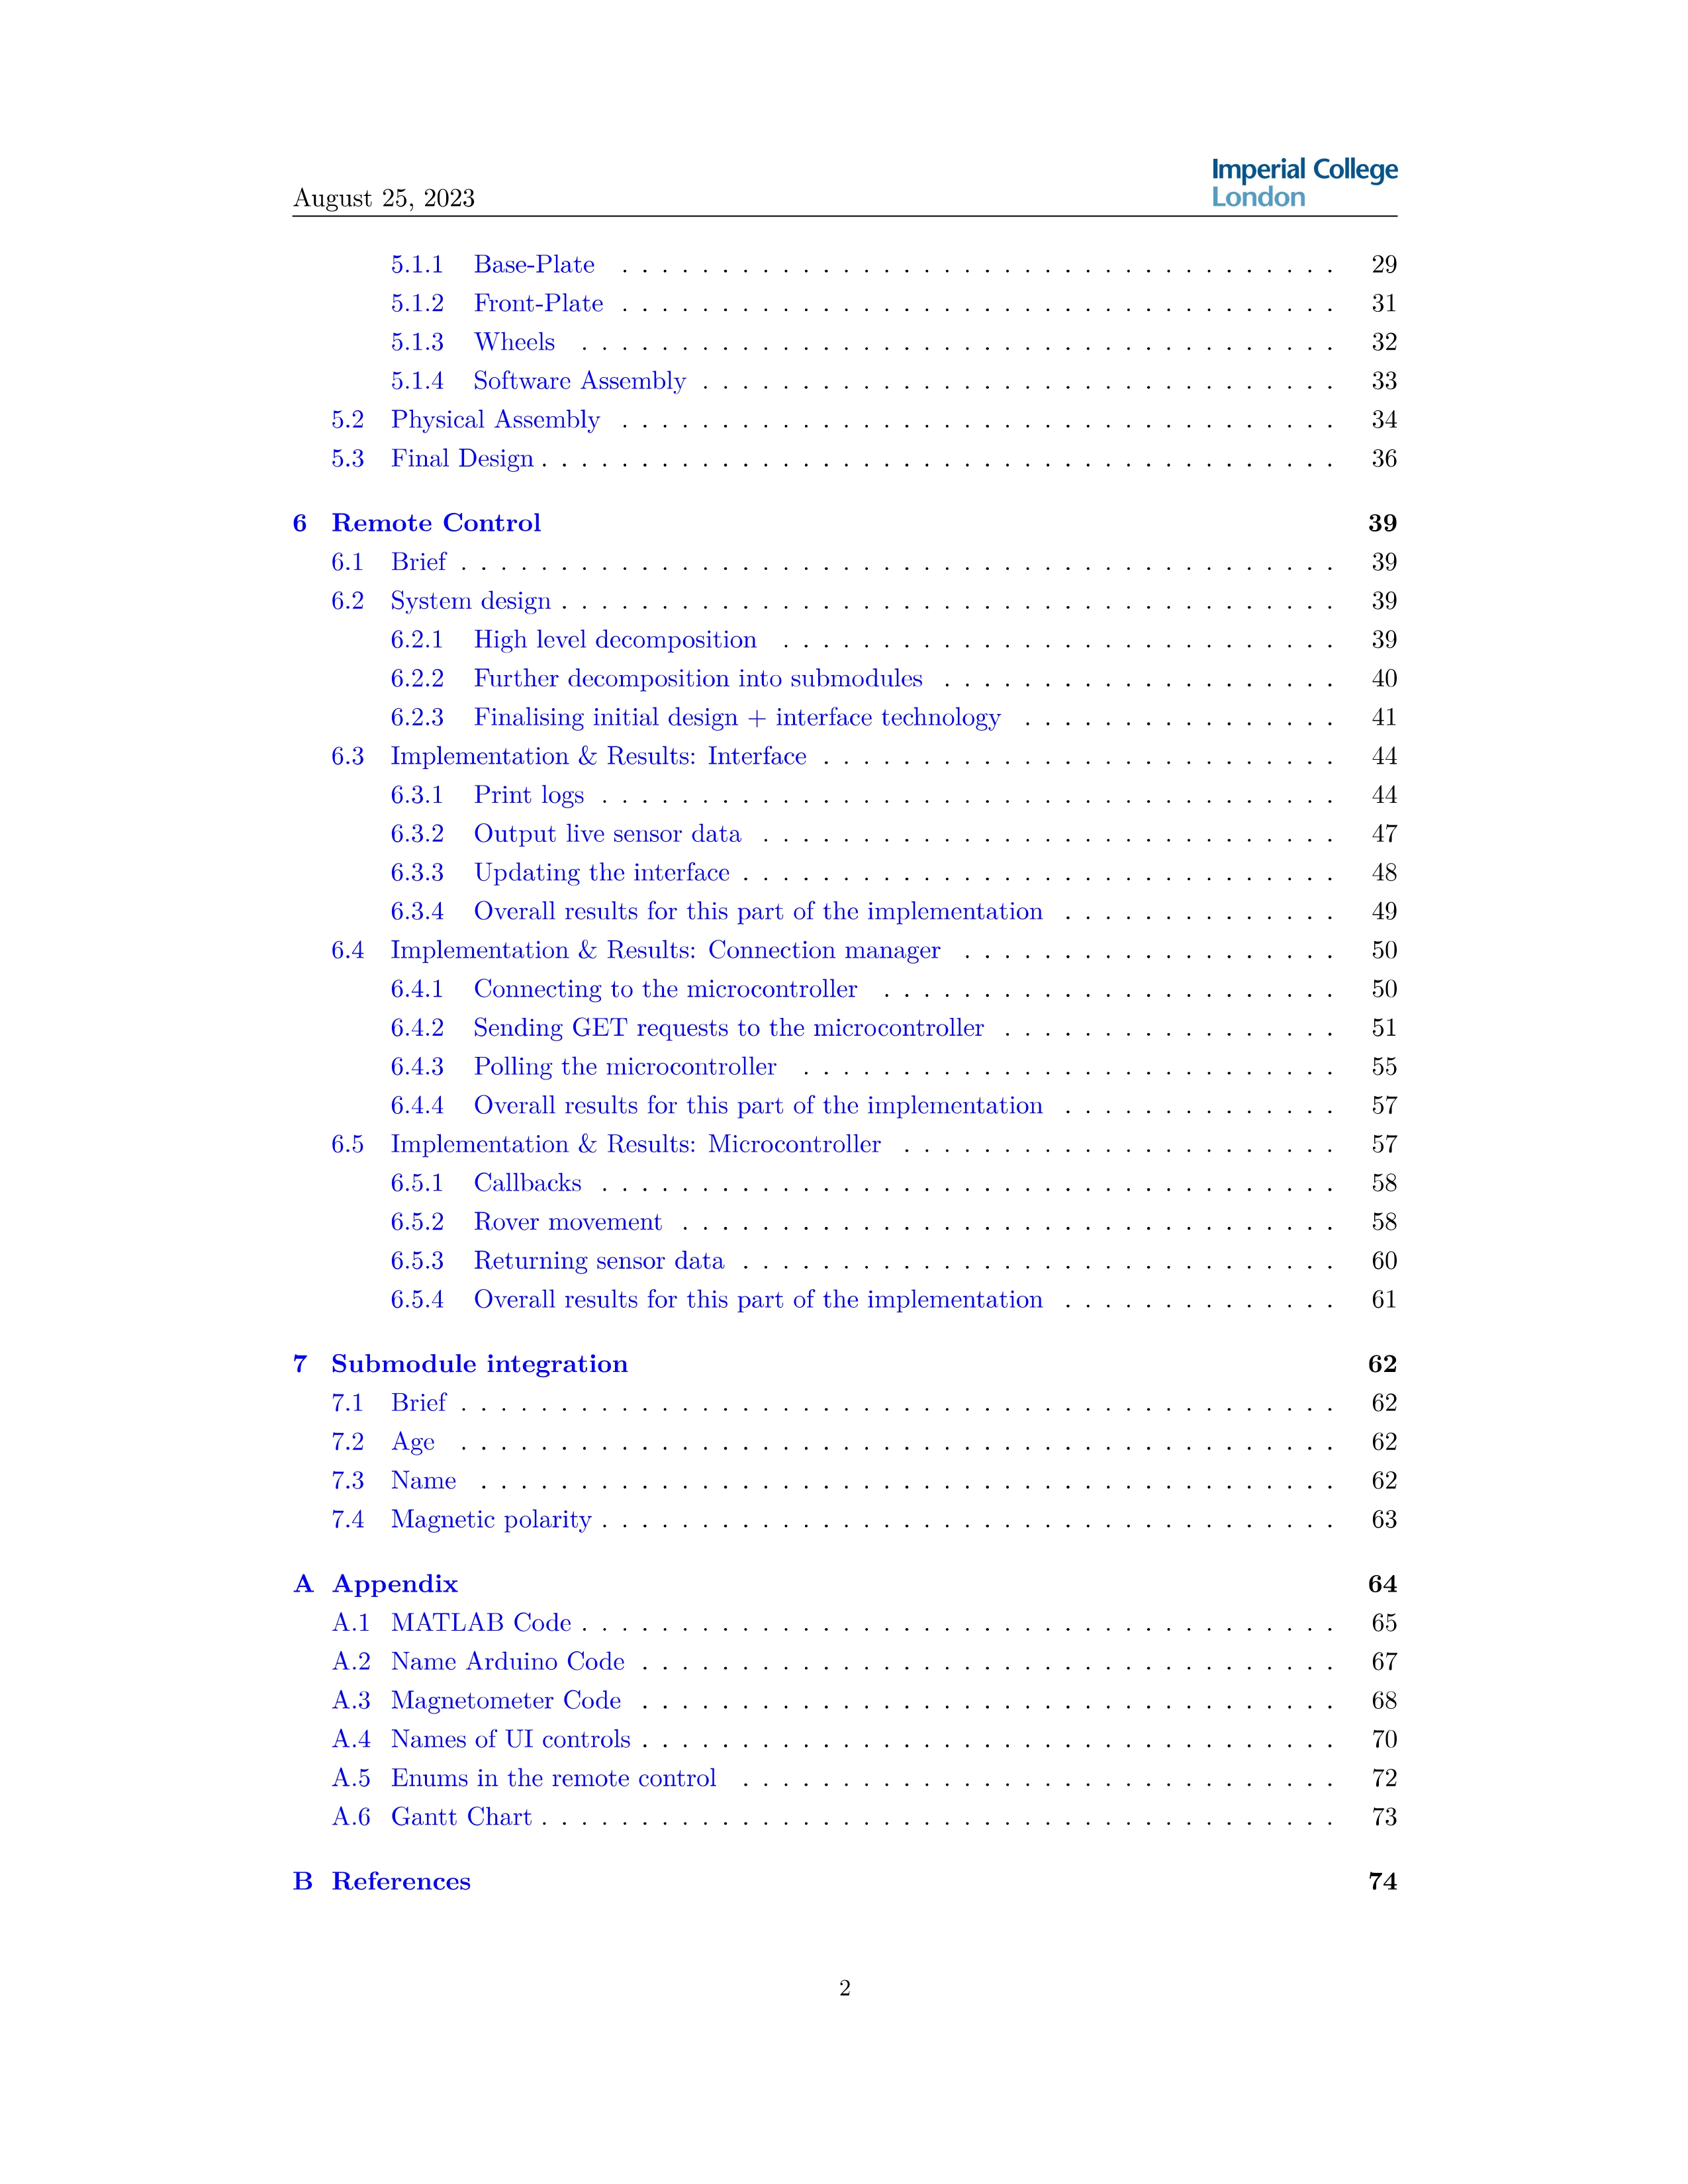 August 25, 2023
Imperial College
London
5.1.1 Base-Plate . . . . . . . . . . . . . . . . . . . . . . . . . . . . . . . . . . . . 29
5.1.2 Front-Plate . . . . . . . . . . . . . . . . . . . . . . . . . . . . . . . . . . . . 31
5.1.3 Wheels . . . . . . . . . . . . . . . . . . . . . . . . . . . . . . . . . . . . . . 32
5.1.4 Software Assembly . . . . . . . . . . . . . . . . . . . . . . . . . . . . . . . . 33
5.2 Physical Assembly . . . . . . . . . . . . . . . . . . . . . . . . . . . . . . . . . . . . 34
5.3 Final Design . . . . . . . . . . . . . . . . . . . . . . . . . . . . . . . . . . . . . . . . 36
6 Remote Control 39
6.1 Brief . . . . . . . . . . . . . . . . . . . . . . . . . . . . . . . . . . . . . . . . . . . . 39
6.2 System design . . . . . . . . . . . . . . . . . . . . . . . . . . . . . . . . . . . . . . . 39
6.2.1 High level decomposition . . . . . . . . . . . . . . . . . . . . . . . . . . . . 39
6.2.2 Further decomposition into submodules . . . . . . . . . . . . . . . . . . . . 40
6.2.3 Finalising initial design + interface technology . . . . . . . . . . . . . . . . 41
6.3 Implementation & Results: Interface . . . . . . . . . . . . . . . . . . . . . . . . . . 44
6.3.1 Print logs . . . . . . . . . . . . . . . . . . . . . . . . . . . . . . . . . . . . . 44
6.3.2 Output live sensor data . . . . . . . . . . . . . . . . . . . . . . . . . . . . . 47
6.3.3 Updating the interface . . . . . . . . . . . . . . . . . . . . . . . . . . . . . . 48
6.3.4 Overall results for this part of the implementation . . . . . . . . . . . . . . 49
6.4 Implementation & Results: Connection manager . . . . . . . . . . . . . . . . . . . 50
6.4.1 Connecting to the microcontroller . . . . . . . . . . . . . . . . . . . . . . . 50
6.4.2 Sending GET requests to the microcontroller . . . . . . . . . . . . . . . . . 51
6.4.3 Polling the microcontroller . . . . . . . . . . . . . . . . . . . . . . . . . . . 55
6.4.4 Overall results for this part of the implementation . . . . . . . . . . . . . . 57
6.5 Implementation & Results: Microcontroller . . . . . . . . . . . . . . . . . . . . . . 57
6.5.1 Callbacks . . . . . . . . . . . . . . . . . . . . . . . . . . . . . . . . . . . . . 58
6.5.2 Rover movement . . . . . . . . . . . . . . . . . . . . . . . . . . . . . . . . . 58
6.5.3 Returning sensor data . . . . . . . . . . . . . . . . . . . . . . . . . . . . . . 60
6.5.4 Overall results for this part of the implementation . . . . . . . . . . . . . . 61
7 Submodule integration 62
7.1 Brief . . . . . . . . . . . . . . . . . . . . . . . . . . . . . . . . . . . . . . . . . . . . 62
7.2 Age . . . . . . . . . . . . . . . . . . . . . . . . . . . . . . . . . . . . . . . . . . . . 62
7.3 Name . . . . . . . . . . . . . . . . . . . . . . . . . . . . . . . . . . . . . . . . . . . 62
7.4 Magnetic polarity . . . . . . . . . . . . . . . . . . . . . . . . . . . . . . . . . . . . . 63
A Appendix 64
A.1 MATLAB Code . . . . . . . . . . . . . . . . . . . . . . . . . . . . . . . . . . . . . . 65
A.2 Name Arduino Code . . . . . . . . . . . . . . . . . . . . . . . . . . . . . . . . . . . 67
A.3 Magnetometer Code . . . . . . . . . . . . . . . . . . . . . . . . . . . . . . . . . . . 68
A.4 Names of UI controls . . . . . . . . . . . . . . . . . . . . . . . . . . . . . . . . . . . 70
A.5 Enums in the remote control . . . . . . . . . . . . . . . . . . . . . . . . . . . . . . 72
A.6 Gantt Chart . . . . . . . . . . . . . . . . . . . . . . . . . . . . . . . . . . . . . . . . 73
B References 74
2